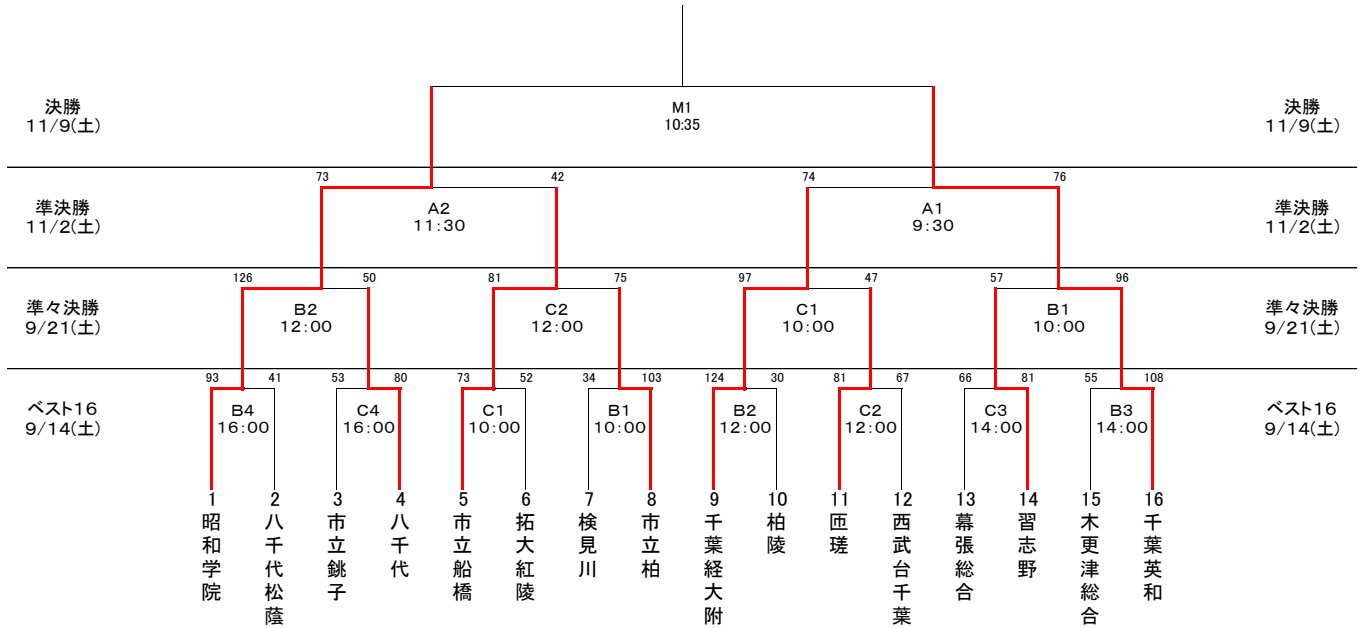 M1
10:35
決勝
11/9(土)
決勝
11/9(土)
73
42
74
76
準決勝
11/2(土)
A2
11:30
A1
9:30
準決勝
11/2(土)
126
50
81
75
97
47
57
96
準々決勝
9/21(土)
B2
12:00
C2
12:00
C1
10:00
B1
10:00
準々決勝
9/21(土)
93
41
53
80
73
52
34
103
124
30
81
67
66
81
55
108
ベスト16
9/14(土)
B4
16:00
C4
16:00
C1
10:00
B1
10:00
B2
12:00
C2
12:00
C3
14:00
B3
14:00
ベスト16
9/14(土)
1
昭和学院
2
八千代松蔭
3
市立銚子
4
八千代
5
市立船橋
6
拓大紅陵
7
検見川
8
市立柏
9
千葉経大附
10
柏陵
11
匝瑳
12
西武台千葉
13
幕張総合
14
習志野
15
木更津総合
16
千葉英和